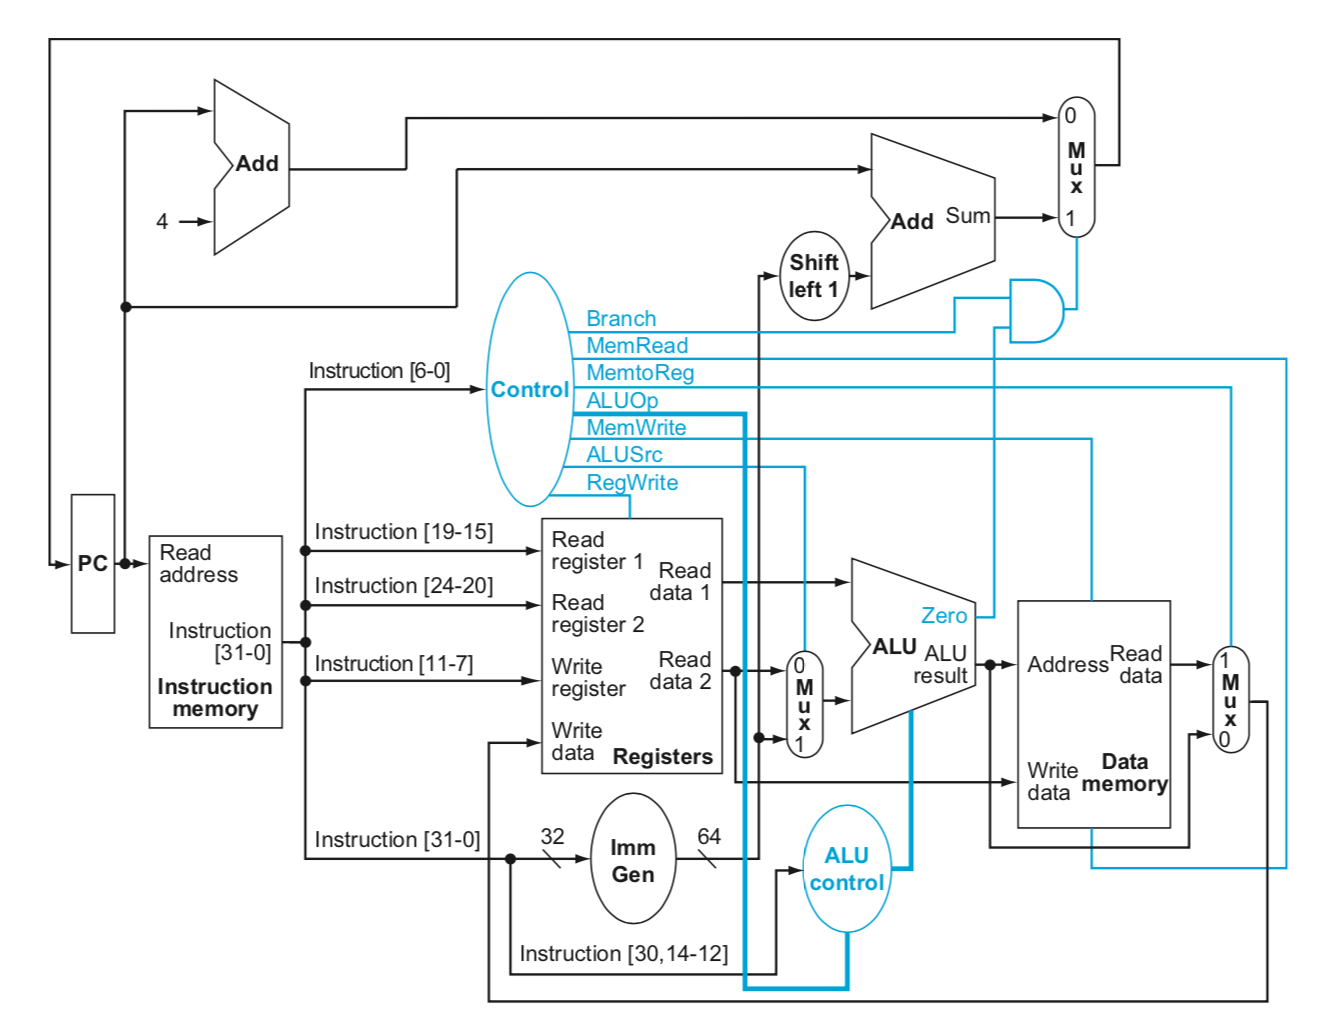 0
M
u
x
1
Add
4
Add Sum
Shift
left 1
Branch
MemRead
MemtoReg
ALUOp
MemWrite
ALUSrc
RegWrite
Instruction [6-0]
Control
PC
Read
address
Instruction
[31-0]
Instruction
memory
Instruction [19-15]
Instruction [24-20]
Instruction [11-7]
Instruction [31-0]
Read
register 1
Read
register 2
Write
register
Write
data
Read
data 1
Read
data 2
Registers
0
M
u
x
1
Zero
ALU
ALU
result
Address
Read
data
Write
data
Data
memory
1
M
u
x
0
32
Imm
Gen
64
ALU
control
Instruction [30,14-12]